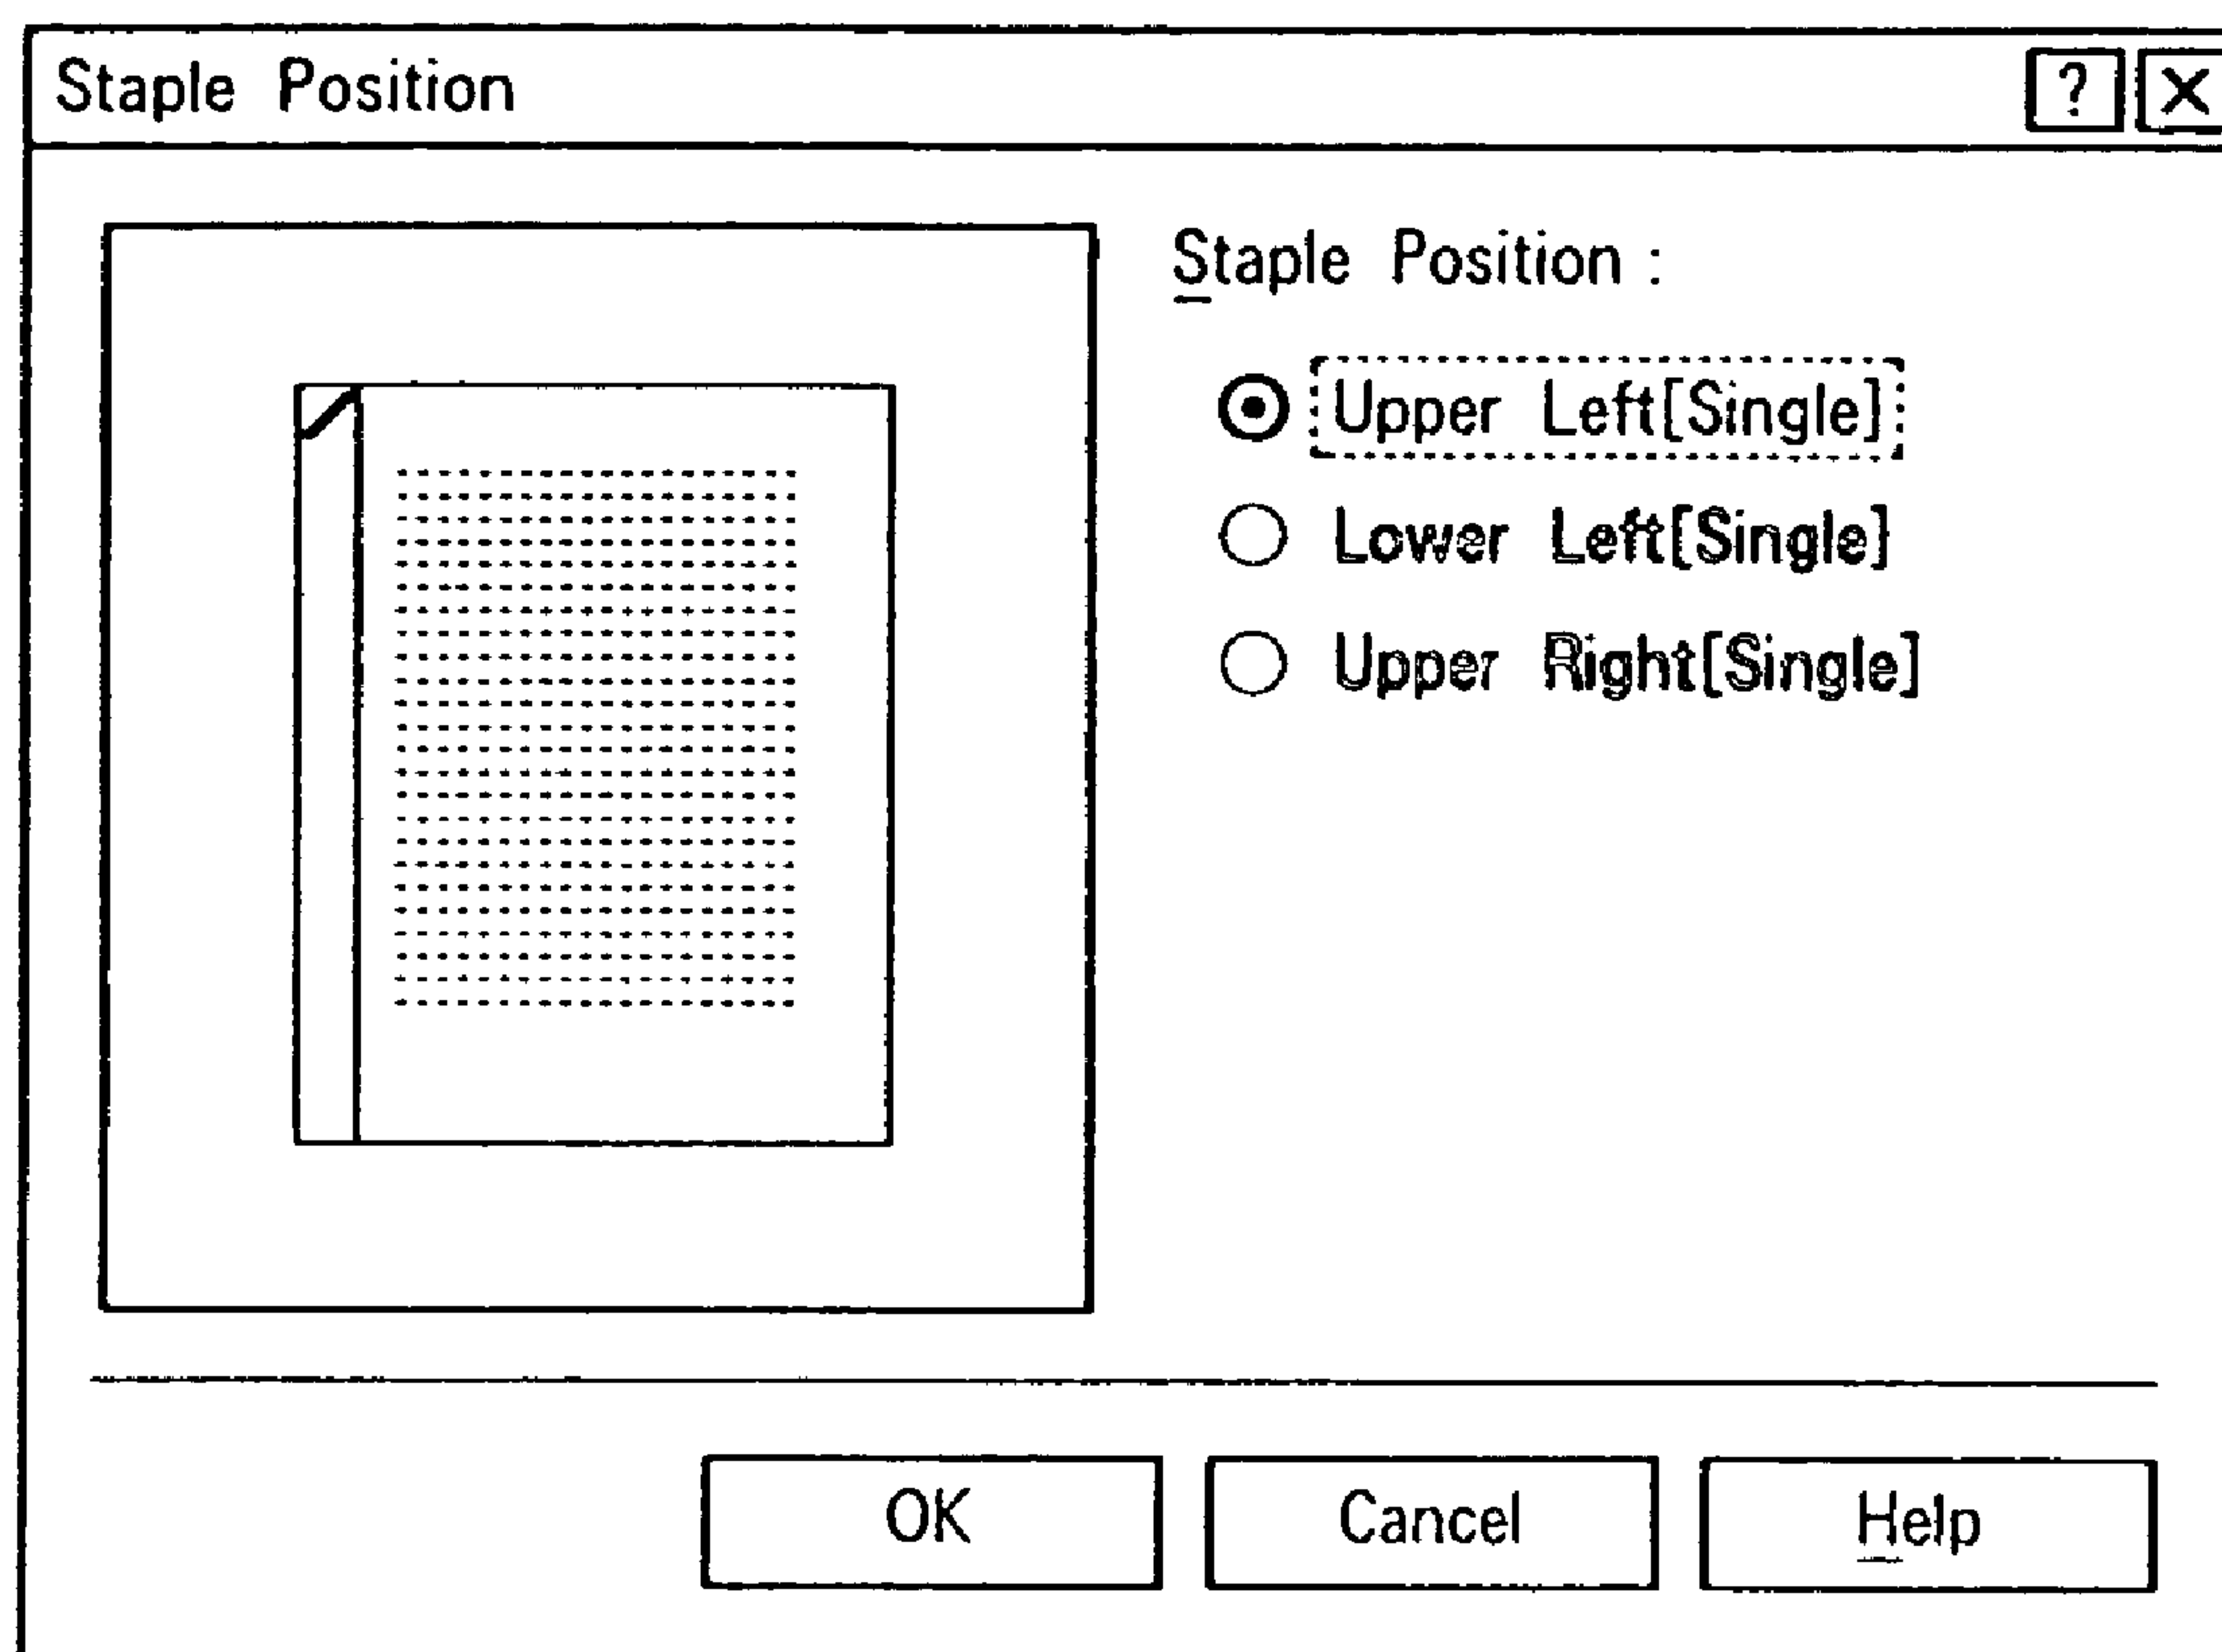 Staple Position ? ×
Staple Position :
Upper Left[Single]
Lower Left[Single]
Upper Right[Single]
OK Cancel Help